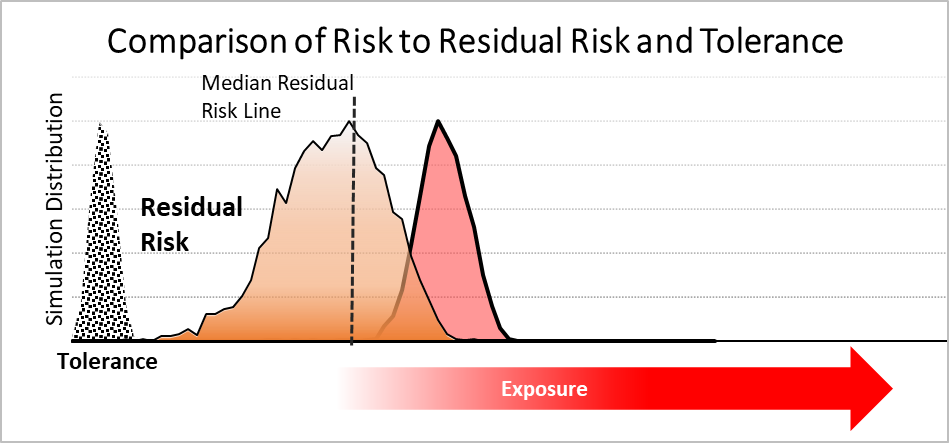 Comparison of Risk to Residual Risk and Tolerance
Median Residual
Risk Line
Simulation Distribution
Residual
Risk
Tolerance
Exposure